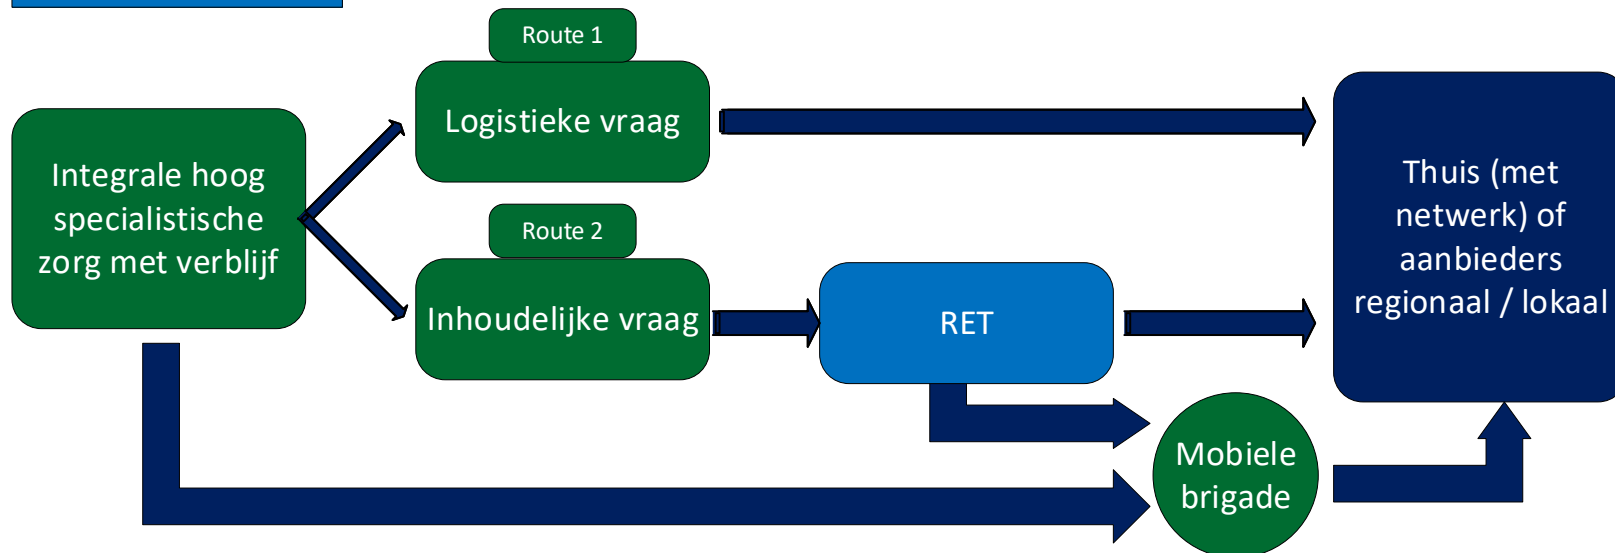 Route 1
Logistieke vraag
Integrale hoog
specialistische
zorg met verblijf
Route 2
Inhoudelijke vraag
RET
Thuis (met
netwerk) of
aanbieders
regionaal / lokaal
Mobiele
brigade